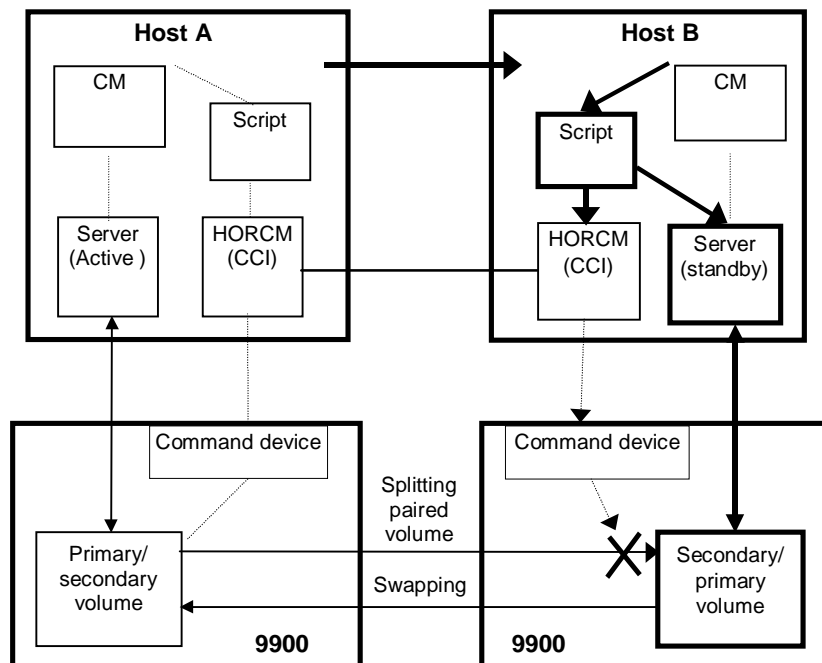 Host A
CM
Script
Server
(Active )
HORCM
(CCI)
Host B
CM
Script
HORCM
(CCI)
Server
(standby)
Command device
Command device
Splitting
paired
volume
Primary/
secondary
volume
Swapping
Secondary/
primary
volume
9900
9900